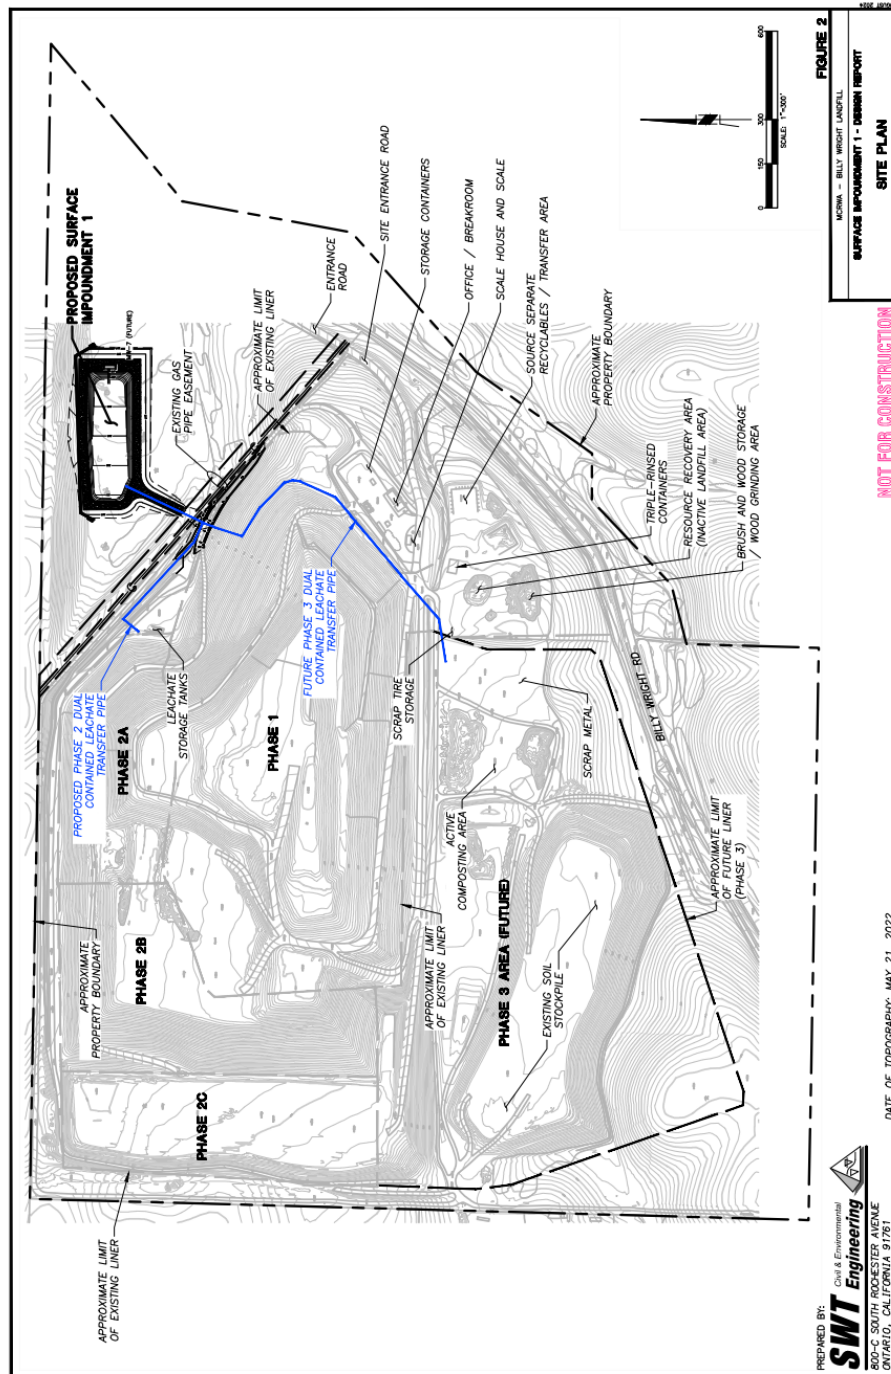 AUGUST 2024
PROPOSED SURFACE
IMPOUNDMENT 1
MW-7 (FUTURE)
EXISTING GAS
PIPE EASEMENT
APPROXIMATE LIMIT
OF EXISTING LINER
ENTRANCE
ROAD
SITE ENTRANCE ROAD
STORAGE CONTAINERS
OFFICE / BREAKROOM
SCALE HOUSE AND SCALE
SOURCE SEPARATE
RECYCLABLES / TRANSFER AREA
APPROXIMATE
PROPERTY BOUNDARY
TRIPLE-RINSED
CONTAINERS
RESOURCE RECOVERY AREA
(INACTIVE LANDFILL AREA)
BRUSH AND WOOD STORAGE
/ WOOD GRINDING AREA
PROPOSED PHASE 2 DUAL
CONTAINED LEACHATE
TRANSFER PIPE
LEACHATE
STORAGE TANKS
FUTURE PHASE 3 DUAL
CONTAINED LEACHATE
TRANSFER PIPE
PHASE 2A
PHASE 1
SCRAP TIRE
STORAGE
SCRAP METAL
BILLY WRIGHT RD
APPROXIMATE
PROPERTY BOUNDARY
PHASE 2B
ACTIVE
COMPOSTING AREA
APPROXIMATE LIMIT
OF EXISTING LINER
PHASE 3 AREA (FUTURE)
EXISTING SOIL
STOCKPILE
APPROXIMATE LIMIT
OF FUTURE LINER
(PHASE 3)
PHASE 2C
APPROXIMATE LIMIT
OF EXISTING LINER
0 150 300 600
SCALE: 1"=300'
FIGURE 2
MCRWA - BILLY WRIGHT LANDFILL
SURFACE IMPOUNDMENT 1 - DESIGN REPORT
SITE PLAN
NOT FOR CONSTRUCTION
DATE OF TOPOGRAPHY: MAY 21, 2022
PREPARED BY:
SWT Civil & Environmental
Engineering
800-C SOUTH ROCHESTER AVENUE
ONTARIO, CALIFORNIA 91761